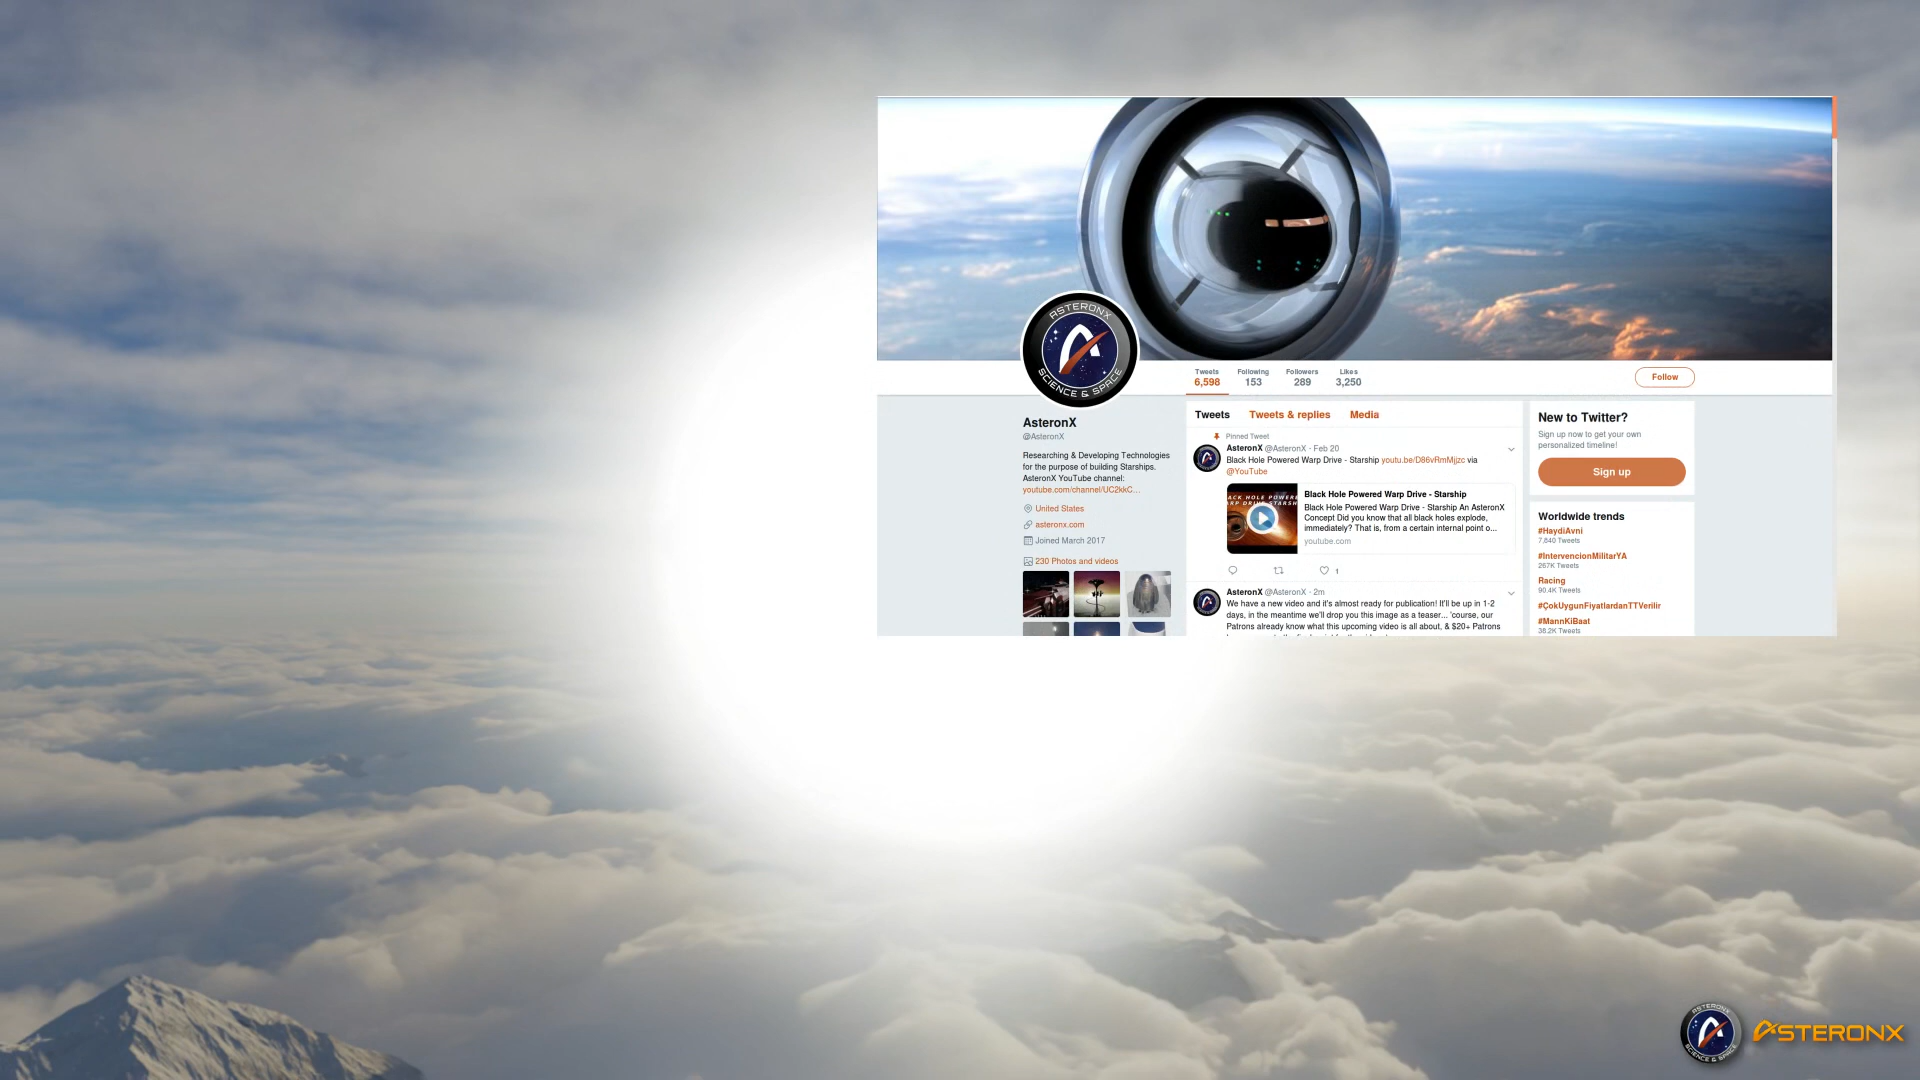 ASTERONX
SCIENCE & SPACE
Tweets
6,598
Following
153
Followers
289
Likes
3,250
Follow
AsteronX
@AsteronX
Researching & Developing Technologies
for the purpose of building Starships.
AsteronX YouTube channel:
youtube.com/channel/UC2kkC...
United States
asteronx.com
Joined March 2017
230 Photos and videos
Tweets
Tweets & replies
Media
Pinned Tweet
AsteronX @AsteronX · Feb 20
Black Hole Powered Warp Drive - Starship youtu.be/D86vRmMjjzc via
@YouTube
Black Hole Powered Warp Drive - Starship
Black Hole Powered Warp Drive - Starship An AsteronX
Concept Did you know that all black holes explode,
immediately? That is, from a certain internal point o...
youtube.com
1
AsteronX @AsteronX · 2m
We have a new video and it's almost ready for publication! It'll be up in 1-2
days, in the meantime we'll drop you this image as a teaser... 'course, our
Patrons already know what this upcoming video is all about, & $20+ Patrons
New to Twitter?
Sign up now to get your own
personalized timeline!
Sign up
Worldwide trends
#HaydiAvni
7,840 Tweets
#IntervencionMilitarYA
267K Tweets
Racing
90.4K Tweets
#ÇokUygunFiyatlardanTTVerilir
#MannKiBaat
38.2K Tweets
ASTERONX
SCIENCE & SPACE
ASTERONX